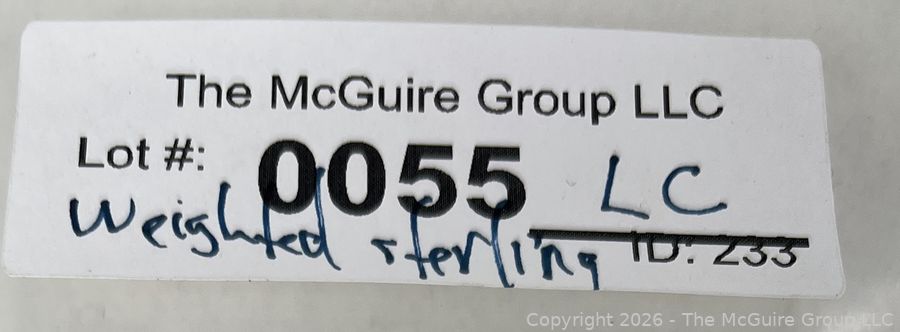 The McGuire Group LLC
Lot #: 0055 LC
Weighted sterling ID: 233
Copyright 2026 - The McGuire Group LLC